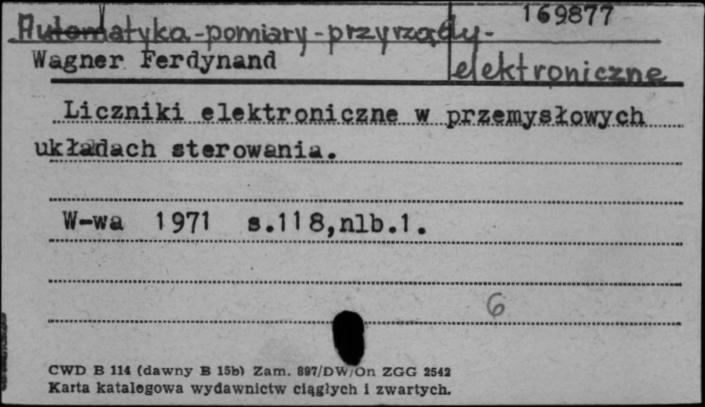 169877
Automatyka-pomiary-przyrządy-
Wagner Ferdynand
elektroniczne
Liczniki elektroniczne w przemysłowych
układach sterowania.
W-wa 1971 s.118,nlb.1.
6
CWD B 114 (dawny B 15b) Zam. 897/DW/On ZGG 2542
Karta katalogowa wydawnictw ciągłych i zwartych.